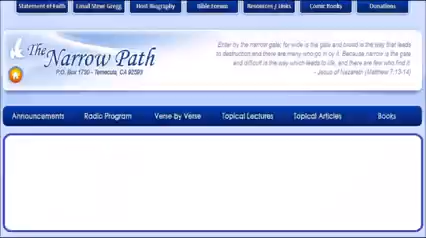 Statement of Faith Email Steve Gregg Host Biography Bible Forum Resources / Links Comic Books Donations
The Narrow Path
P.O. Box 1730 - Temecula, CA 92593
Enter by the narrow gate; for wide is the gate and broad is the way that leads
to destruction and there are many who go in by it. Because narrow is the gate
and difficult is the way which leads to life, and there are few who find it.
- Jesus of Nazareth (Matthew 7:13-14)
Announcements Radio Program Verse by Verse Topical Lectures Topical Articles Books